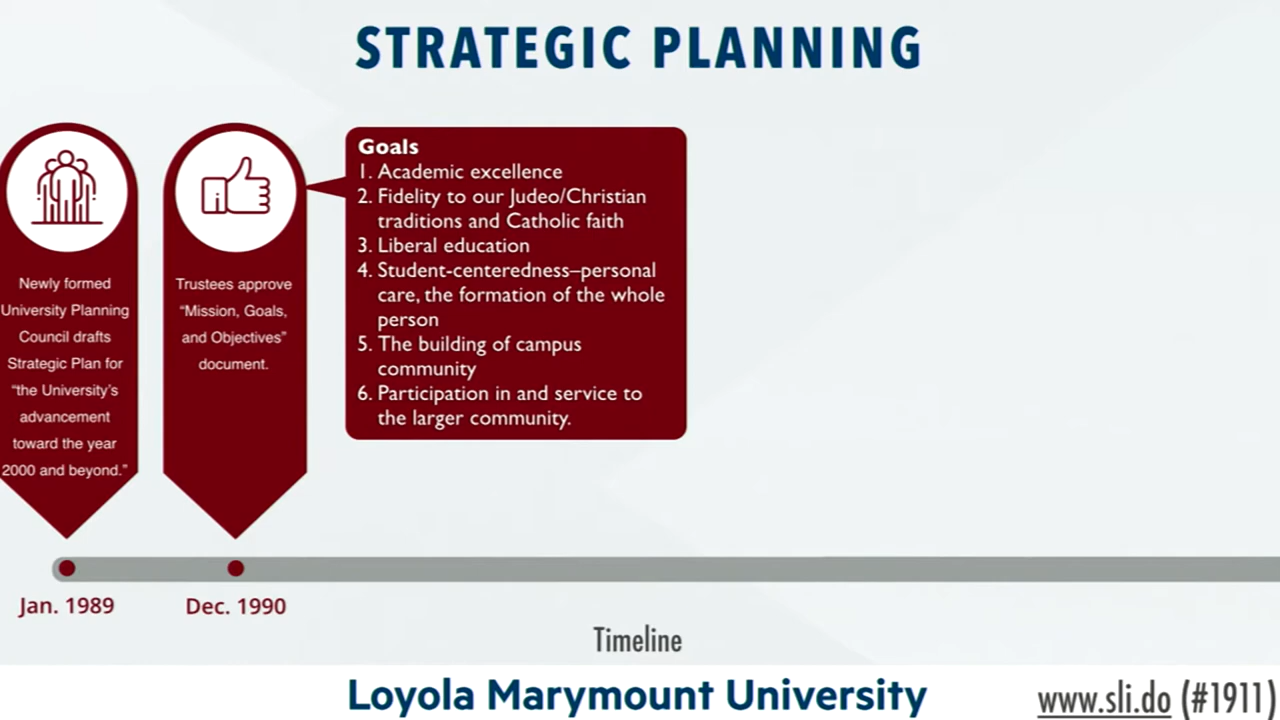 STRATEGIC PLANNING
Newly formed
University Planning
Council drafts
Strategic Plan for
“the University’s
advancement
toward the year
2000 and beyond.”
Trustees approve
“Mission, Goals,
and Objectives”
document.
Goals
1. Academic excellence
2. Fidelity to our Judeo/Christian
traditions and Catholic faith
3. Liberal education
4. Student-centeredness–personal
care, the formation of the whole
person
5. The building of campus
community
6. Participation in and service to
the larger community.
Jan. 1989
Dec. 1990
Timeline
Loyola Marymount University
www.sli.do (#1911)